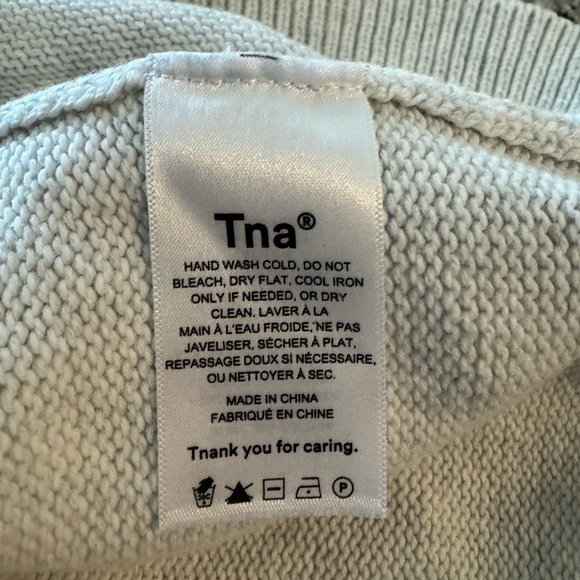 Tna®
HAND WASH COLD, DO NOT
BLEACH, DRY FLAT, COOL IRON
ONLY IF NEEDED, OR DRY
CLEAN. LAVER À LA
MAIN À L'EAU FROIDE, NE PAS
JAVELISER, SÉCHER À PLAT,
REPASSAGE DOUX SI NÉCESSAIRE,
OU NETTOYER À SEC.
MADE IN CHINA
FABRIQUÉ EN CHINE
Tnank you for caring.
P